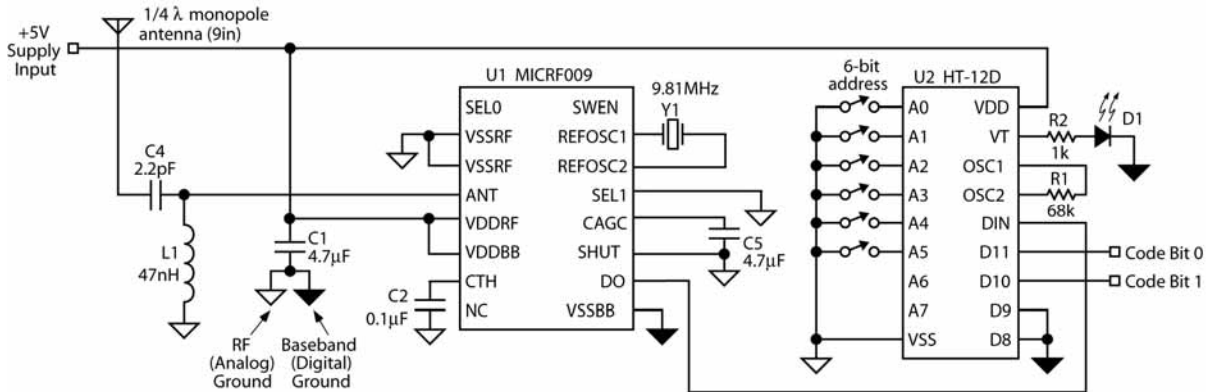 +5V
Supply
Input
1/4 λ monopole
antenna (9in)
C4
2.2pF
L1
47nH
C1
4.7μF
RF
(Analog)
Ground
Baseband
(Digital)
Ground
C2
0.1μF
U1 MICRF009
SEL0
VSSRF
VSSRF
ANT
VDDRF
VDDBB
CTH
NC
SWEN
REFOSC1
REFOSC2
SEL1
CAGC
SHUT
DO
VSSBB
9.81MHz
Y1
C5
4.7μF
6-bit
address
U2 HT-12D
A0
A1
A2
A3
A4
A5
A6
A7
VSS
VDD
VT
OSC1
OSC2
DIN
D11
D10
D9
D8
R2
1k
D1
R1
68k
Code Bit 0
Code Bit 1